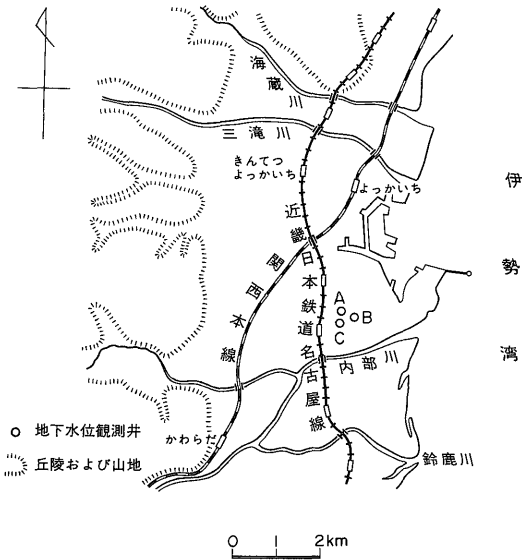 海蔵川
三滝川
きんてつ
よっかいち
よっかいち
伊勢湾
近畿日本鉄道名古屋線
関西本線
A
B
C
内部川
かわらだ
鈴鹿川
地下水位観測井
丘陵および山地
0 1 2km